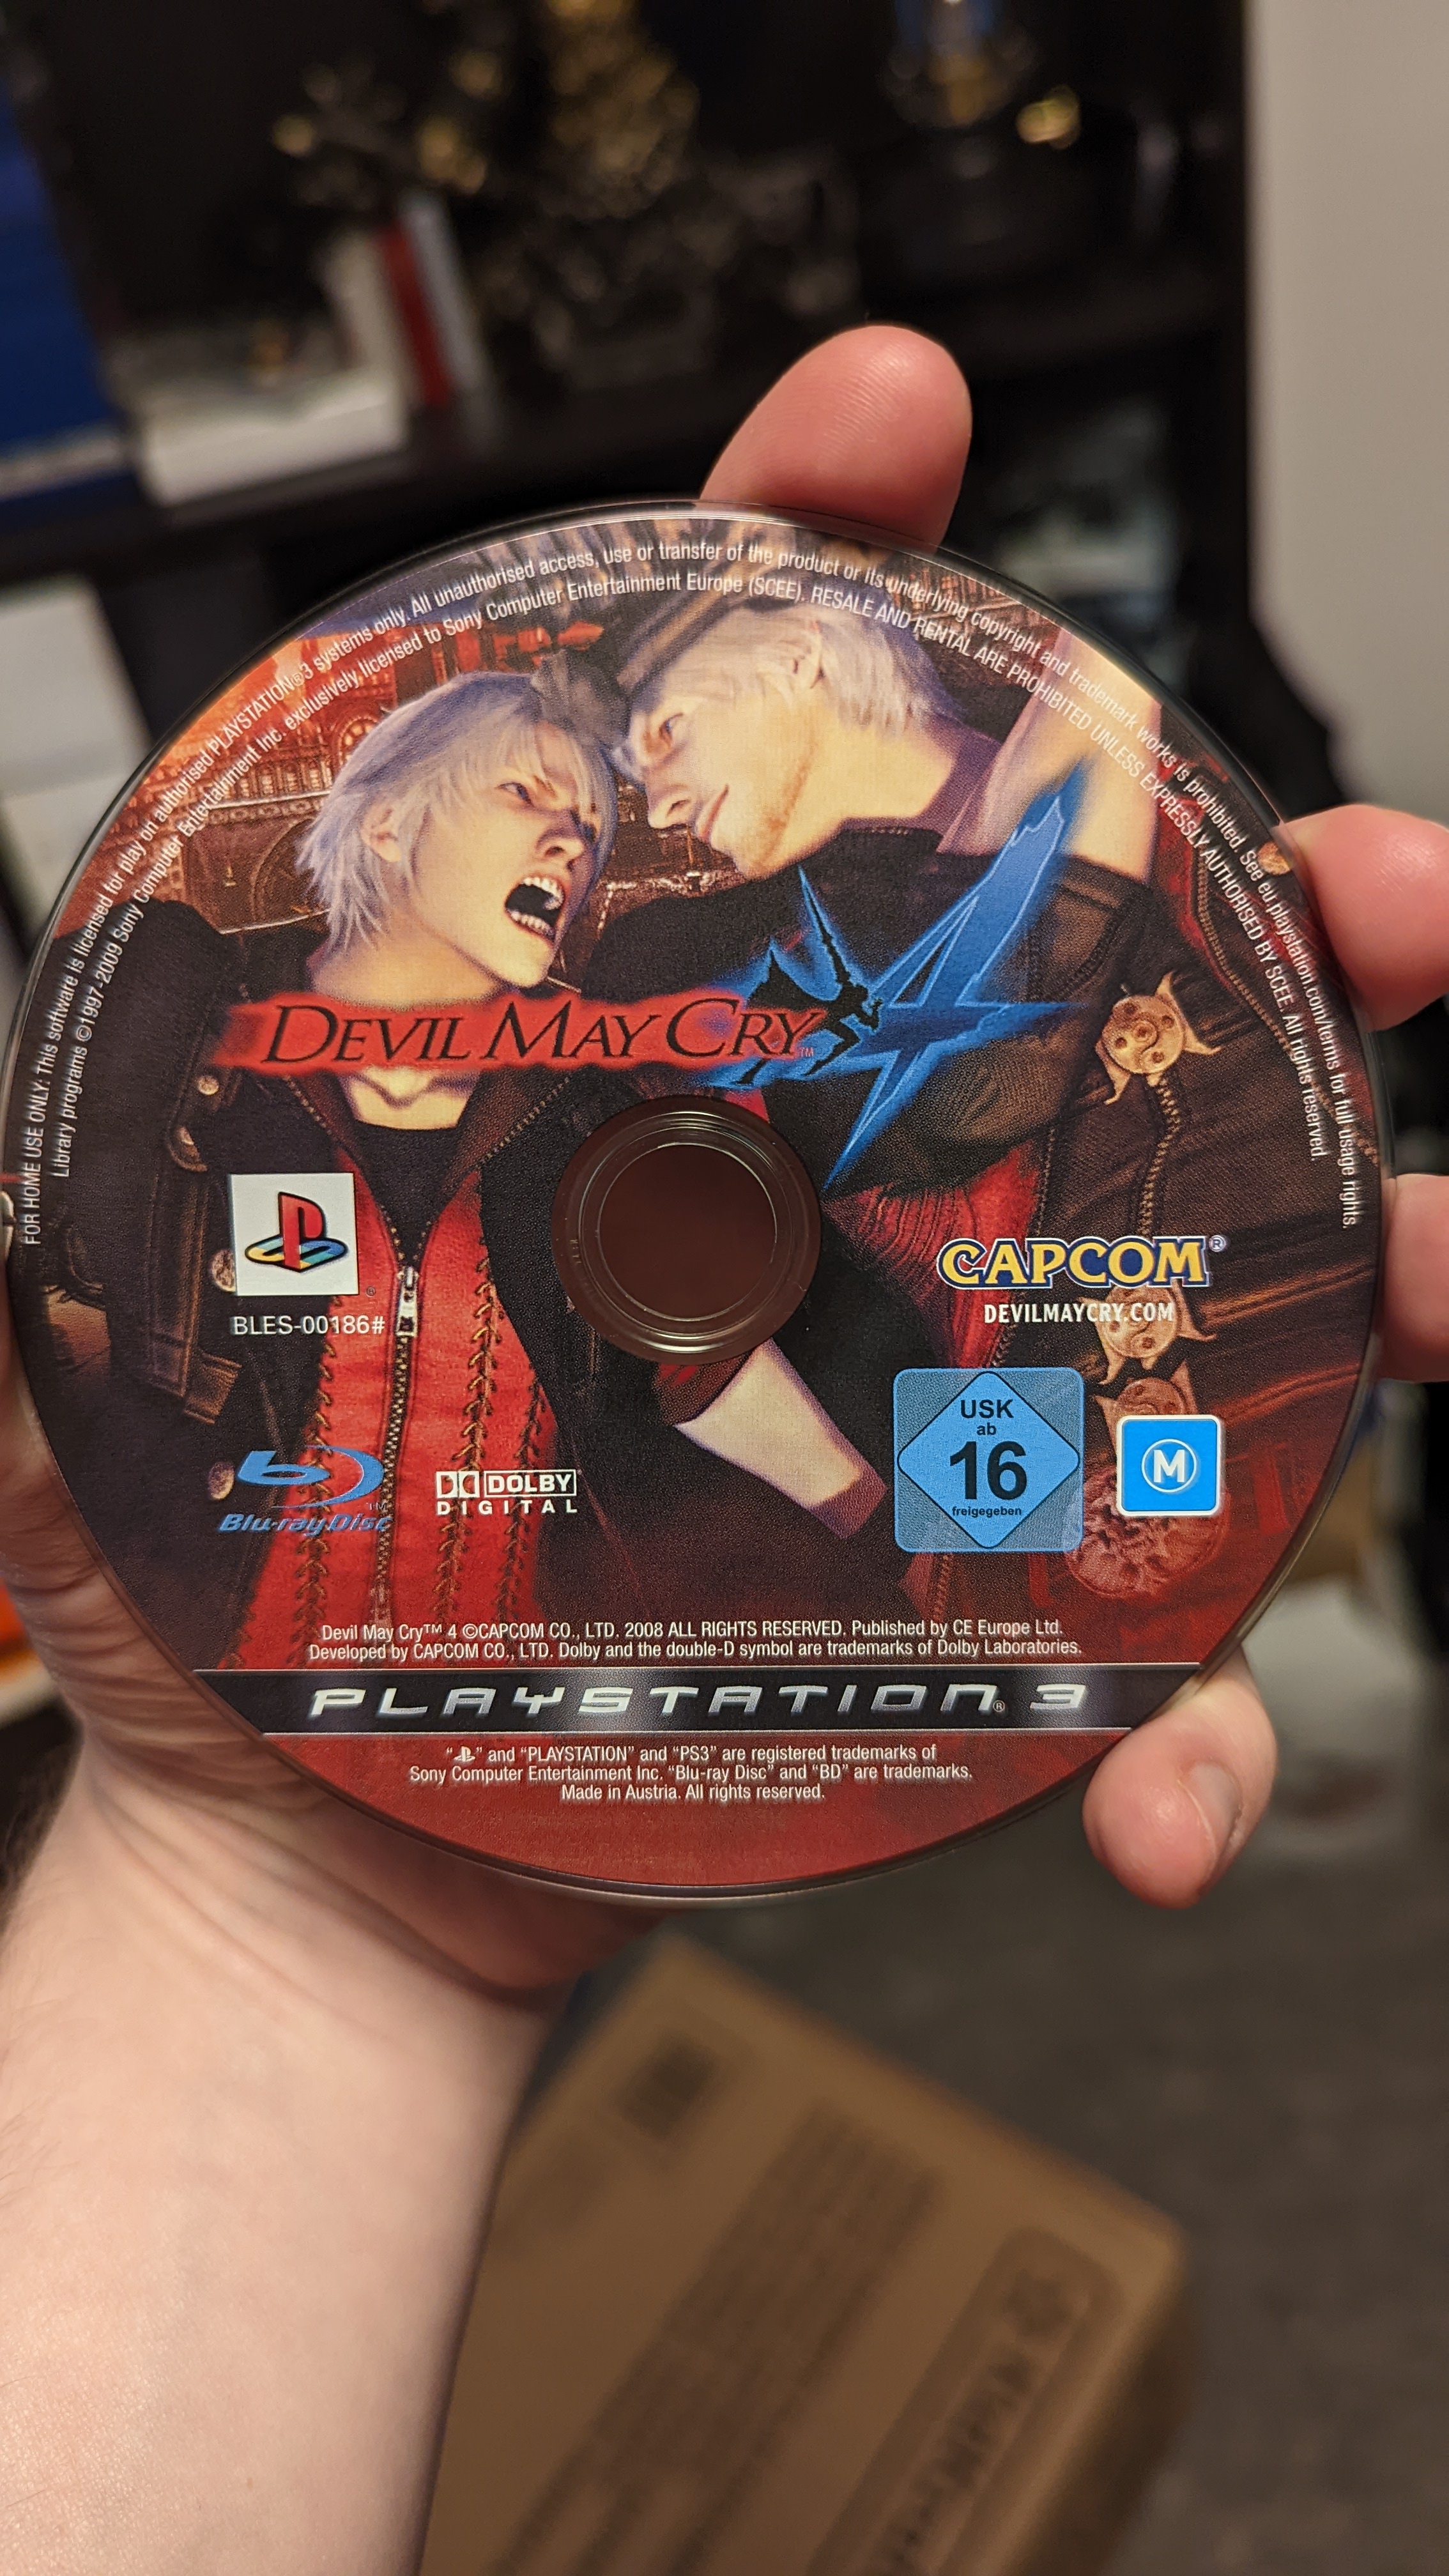 FOR HOME USE ONLY. This software is licensed for play on authorised PLAYSTATION®3 systems only. All unauthorised access, use or transfer of the product or its underlying copyright and trademark works is prohibited. See eu.playstation.com/terms for full usage rights.
Library programs ©1997-2009 Sony Computer Entertainment Inc. exclusively licensed to Sony Computer Entertainment Europe (SCEE). RESALE AND RENTAL ARE PROHIBITED UNLESS EXPRESSLY AUTHORISED BY SCEE. All rights reserved.
DEVIL MAY CRY™ 4
®
BLES-00186#
CAPCOM®
DEVILMAYCRY.COM
USK
ab
16
freigegeben
M
Blu-ray Disc™
DOLBY
DIGITAL
Devil May Cry™ 4 ©CAPCOM CO., LTD. 2008 ALL RIGHTS RESERVED. Published by CE Europe Ltd.
Developed by CAPCOM CO., LTD. Dolby and the double-D symbol are trademarks of Dolby Laboratories.
PLAYSTATION®3
“ ” and “PLAYSTATION” and “PS3” are registered trademarks of
Sony Computer Entertainment Inc. “Blu-ray Disc” and “BD” are trademarks.
Made in Austria. All rights reserved.